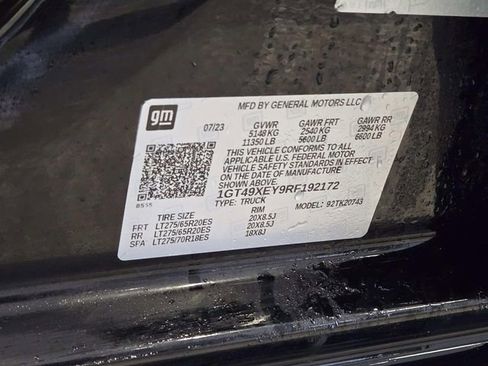 gm
MFD BY GENERAL MOTORS LLC
07/23 GVWR GAWR FRT GAWR RR
5148 KG 2540 KG 2994 KG
11350 LB 5600 LB 6600 LB
THIS VEHICLE CONFORMS TO ALL
APPLICABLE U.S. FEDERAL MOTOR
VEHICLE SAFETY STANDARDS IN EFFECT
ON THE DATE OF MANUFACTURE SHOWN ABOVE.
1GT49XEY9RF192172
TYPE: TRUCK MODEL: 92TK20743
TIRE SIZE RIM
FRT LT275/65R20ES 20X8.5J
RR LT275/65R20ES 20X8.5J
SPA LT275/70R18ES 18X8J